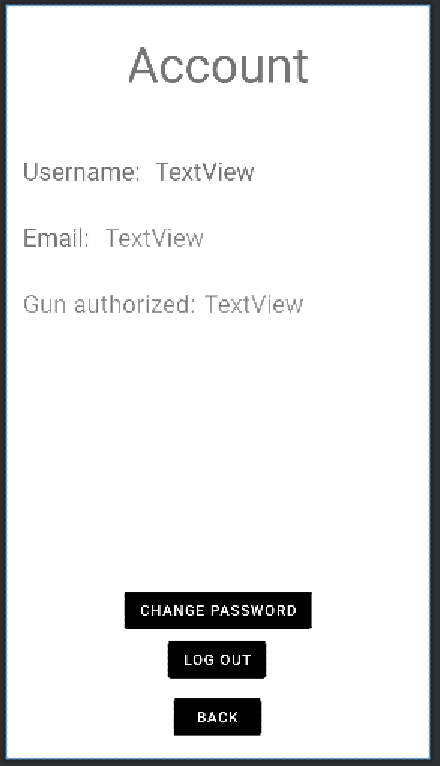 Account
Username: TextView
Email: TextView
Gun authorized: TextView
CHANGE PASSWORD
LOG OUT
BACK